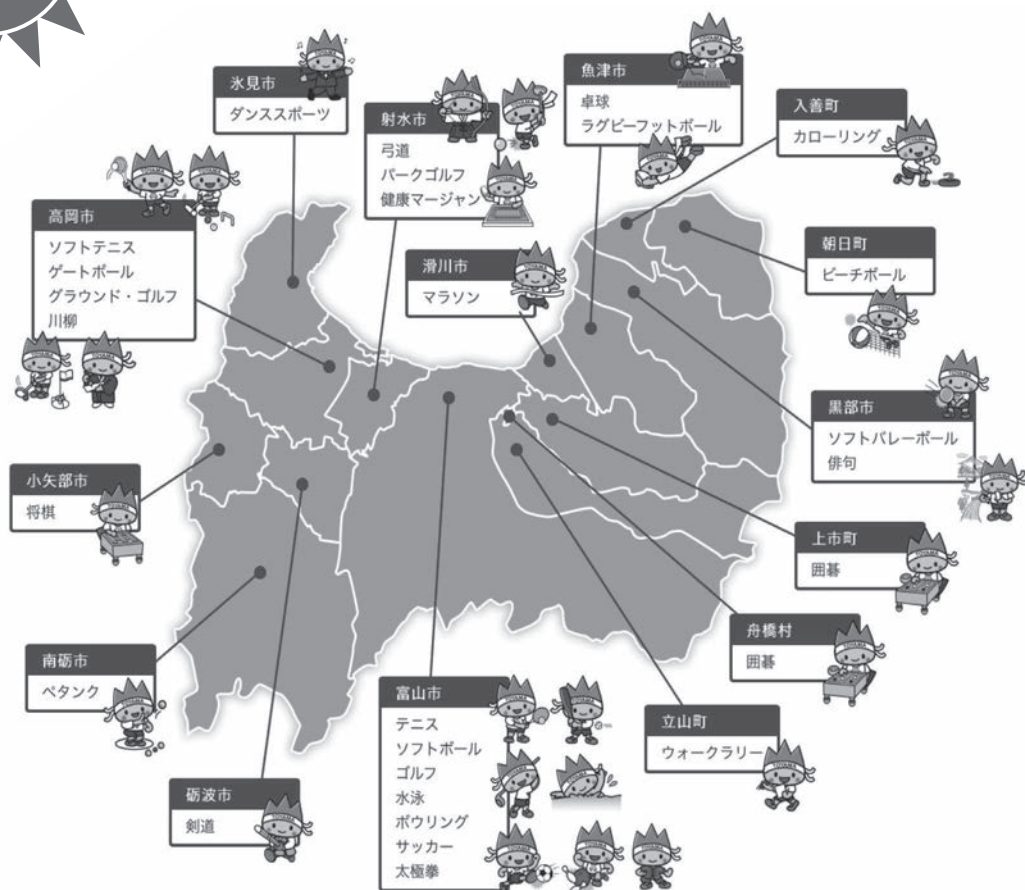 氷見市
ダンススポーツ
射水市
弓道
パークゴルフ
健康マージャン
魚津市
卓球
ラグビーフットボール
入善町
カローリング
高岡市
ソフトテニス
ゲートボール
グラウンド・ゴルフ
川柳
滑川市
マラソン
朝日町
ビーチボール
黒部市
ソフトバレーボール
俳句
小矢部市
将棋
上市町
囲碁
舟橋村
囲碁
南砺市
ペタンク
富山市
テニス
ソフトボール
ゴルフ
水泳
ボウリング
サッカー
太極拳
立山町
ウォークラリー
砺波市
剣道